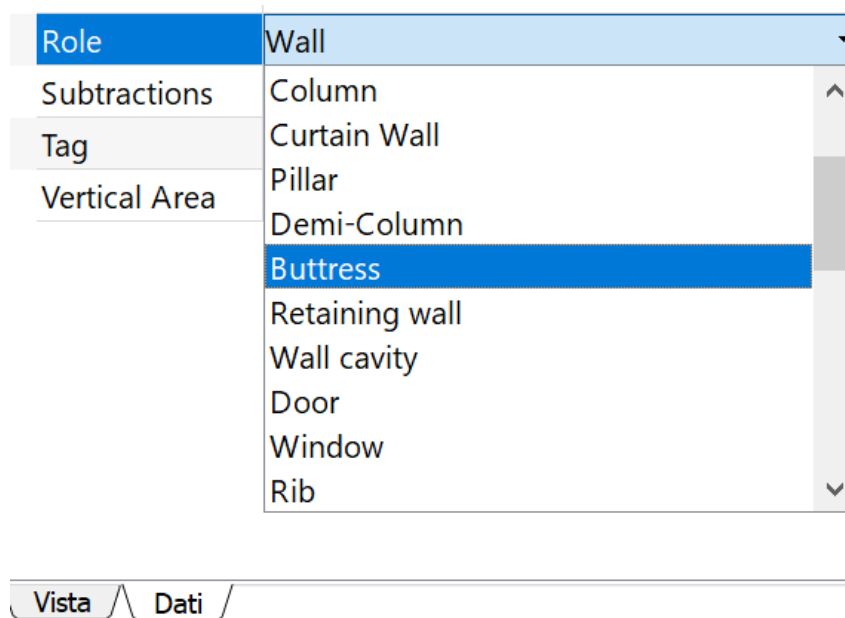 Role Wall
Column
Subtractions
Curtain Wall
Tag
Pillar
Vertical Area
Demi-Column
Buttress
Retaining wall
Wall cavity
Door
Window
Rib
Vista Dati